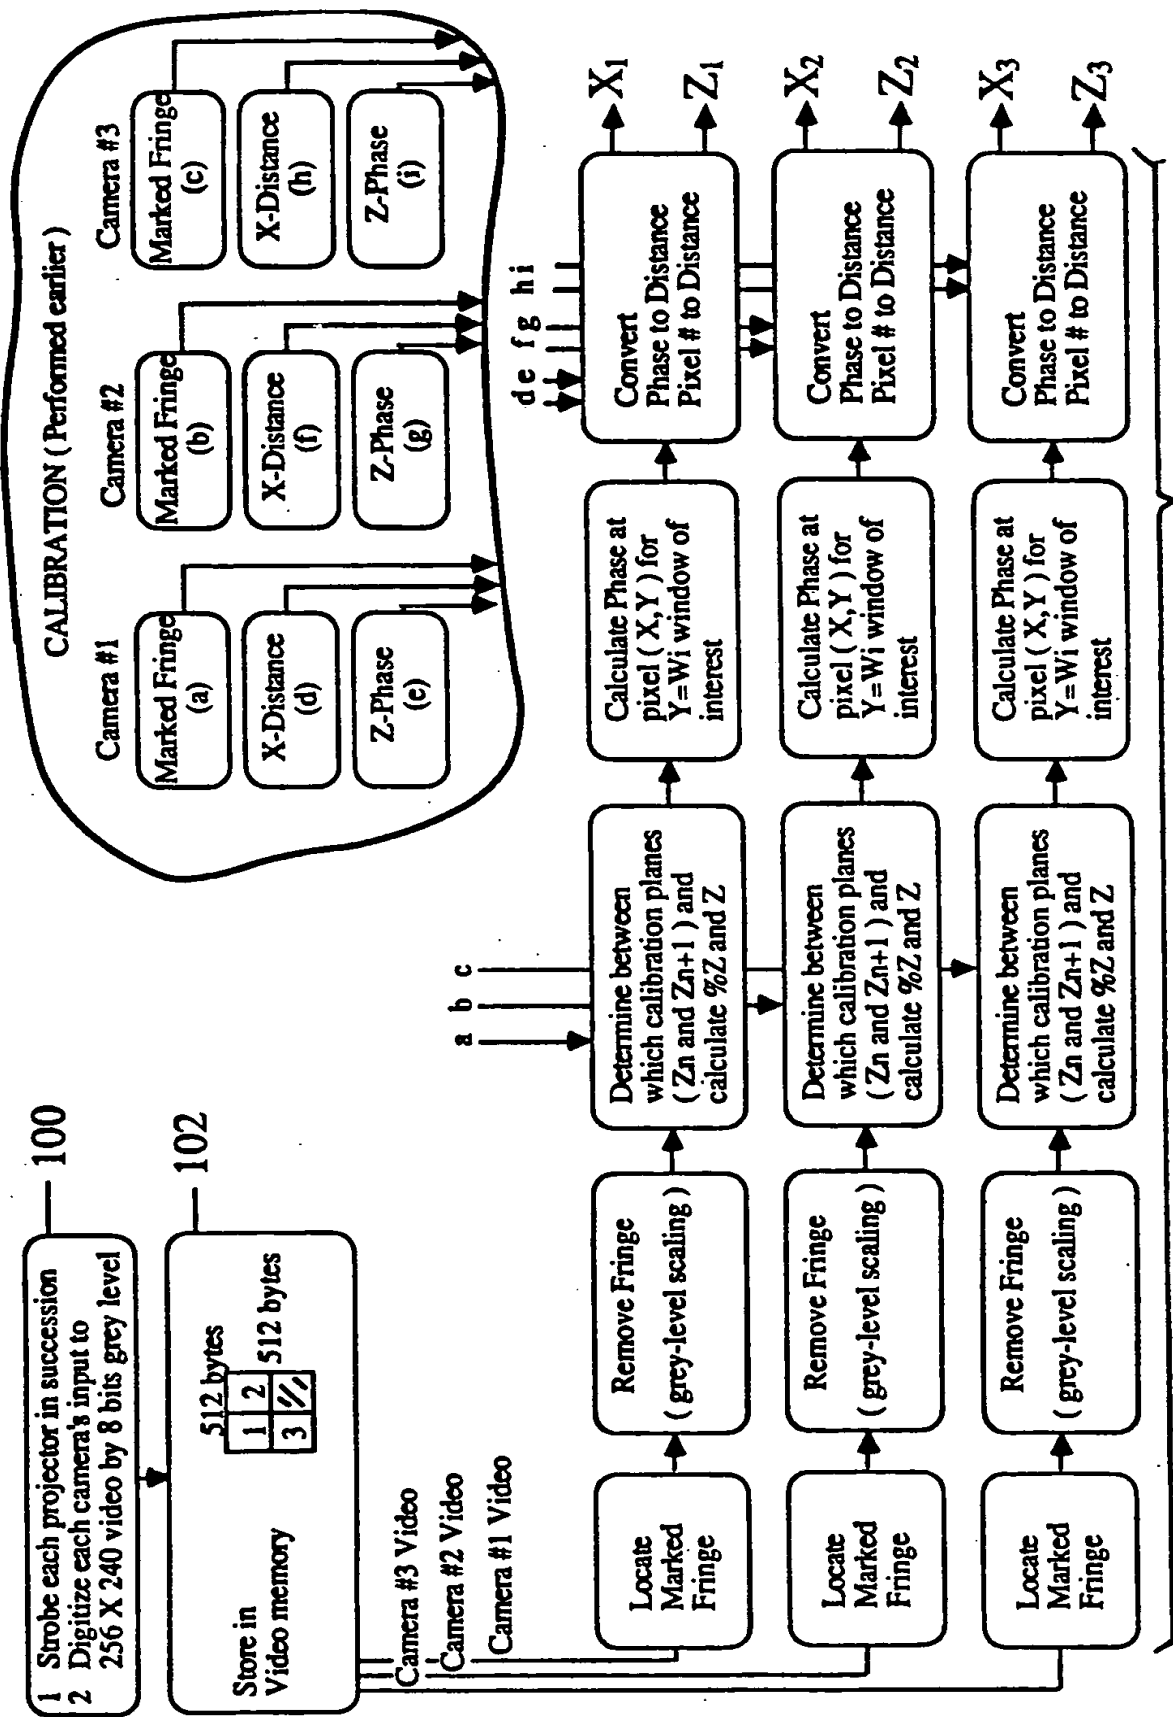 1 Strobe each projector in succession
2 Digitize each camera's input to
256 X 240 video by 8 bits grey level
100
Store in
Video memory
512 bytes
1 2
3
512 bytes
102
CALIBRATION ( Performed earlier )
Camera #1
Marked Fringe
(a)
X-Distance
(d)
Z-Phase
(e)
Camera #2
Marked Fringe
(b)
X-Distance
(f)
Z-Phase
(g)
Camera #3
Marked Fringe
(c)
X-Distance
(h)
Z-Phase
(i)
Camera #3 Video
Camera #2 Video
Camera #1 Video
a b c
d e f g h i
Locate
Marked
Fringe
Remove Fringe
( grey-level scaling )
Determine between
which calibration planes
( Zn and Zn+1 ) and
calculate %Z and Z
Calculate Phase at
pixel ( X,Y ) for
Y=Wi window of
interest
Convert
Phase to Distance
Pixel # to Distance
X1
Z1
Locate
Marked
Fringe
Remove Fringe
( grey-level scaling )
Determine between
which calibration planes
( Zn and Zn+1 ) and
calculate %Z and Z
Calculate Phase at
pixel ( X,Y ) for
Y=Wi window of
interest
Convert
Phase to Distance
Pixel # to Distance
X2
Z2
Locate
Marked
Fringe
Remove Fringe
( grey-level scaling )
Determine between
which calibration planes
( Zn and Zn+1 ) and
calculate %Z and Z
Calculate Phase at
pixel ( X,Y ) for
Y=Wi window of
interest
Convert
Phase to Distance
Pixel # to Distance
X3
Z3